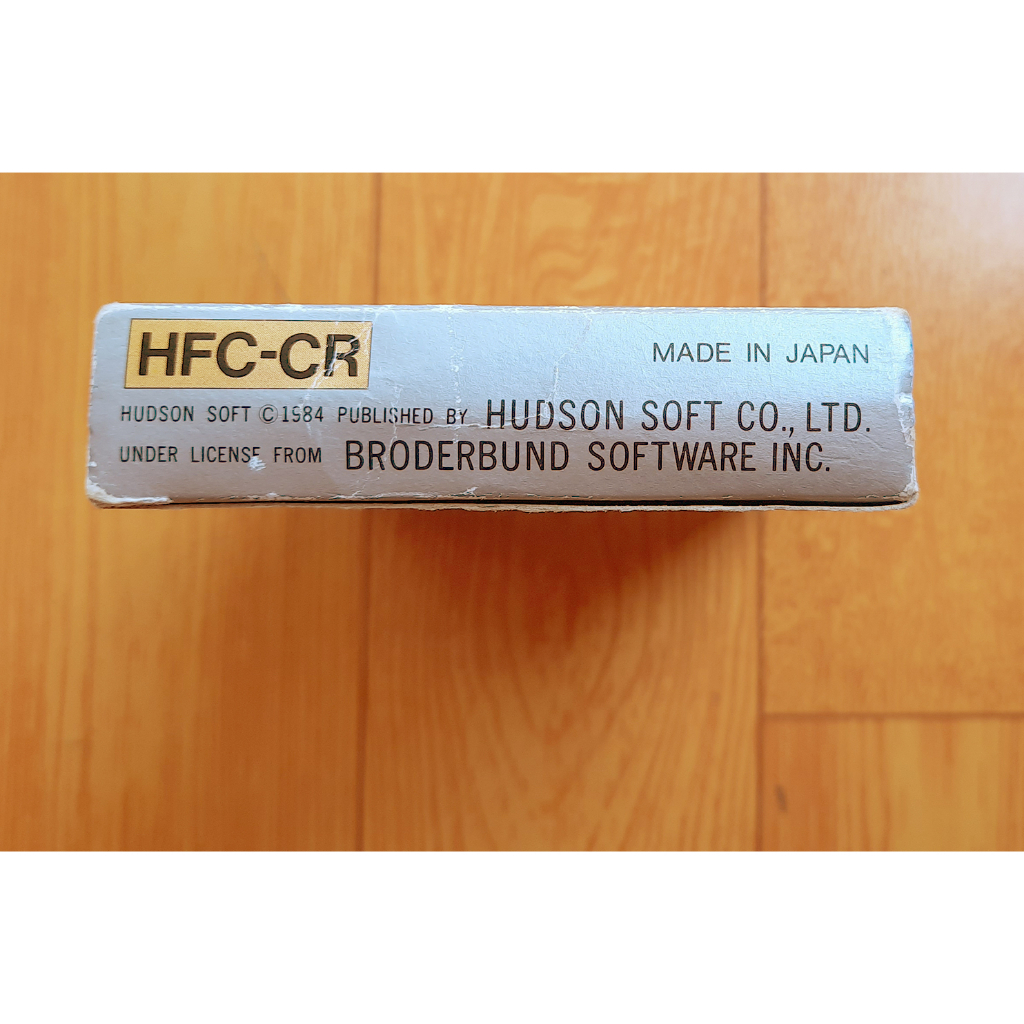 HFC-CR
MADE IN JAPAN
HUDSON SOFT ©1984 PUBLISHED BY HUDSON SOFT CO., LTD.
UNDER LICENSE FROM BRODERBUND SOFTWARE INC.